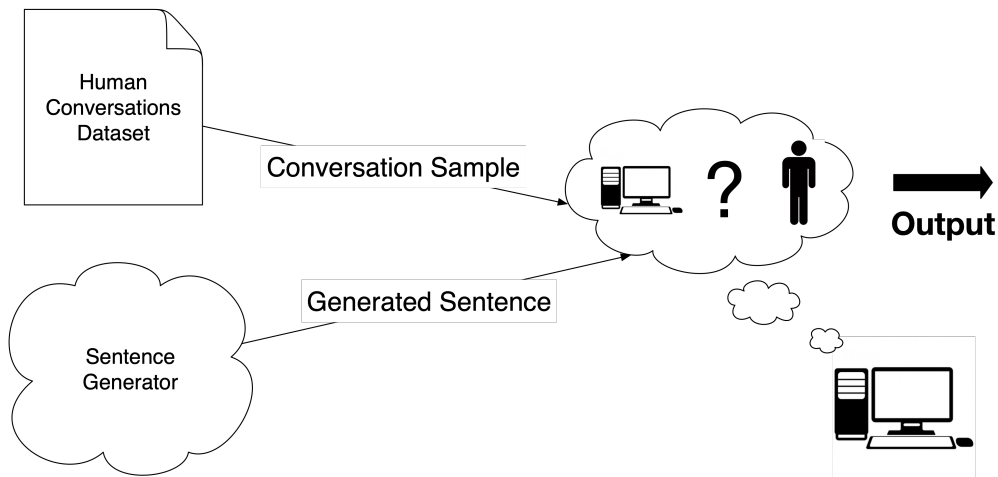 Human
Conversations
Dataset
Conversation Sample
?
Output
Generated Sentence
Sentence
Generator